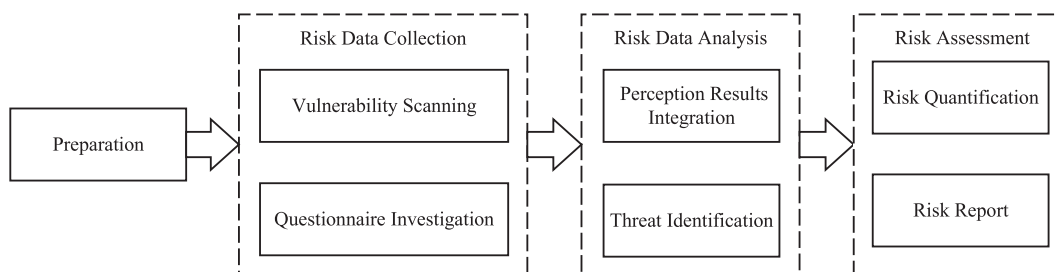 Preparation
Risk Data Collection
Vulnerability Scanning
Questionnaire Investigation
Risk Data Analysis
Perception Results
Integration
Threat Identification
Risk Assessment
Risk Quantification
Risk Report